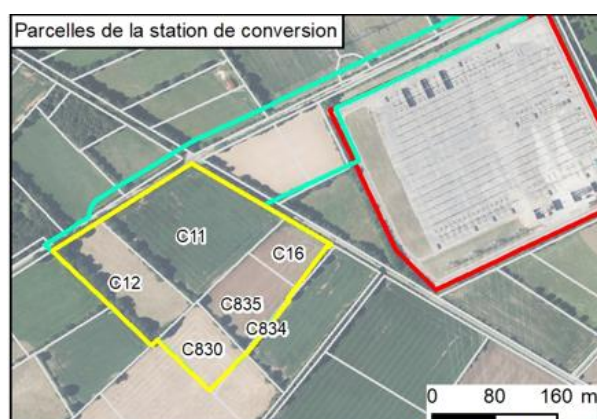 Parcelles de la station de conversion
C11
C16
C12
C835
C834
C830
0 80 160 m